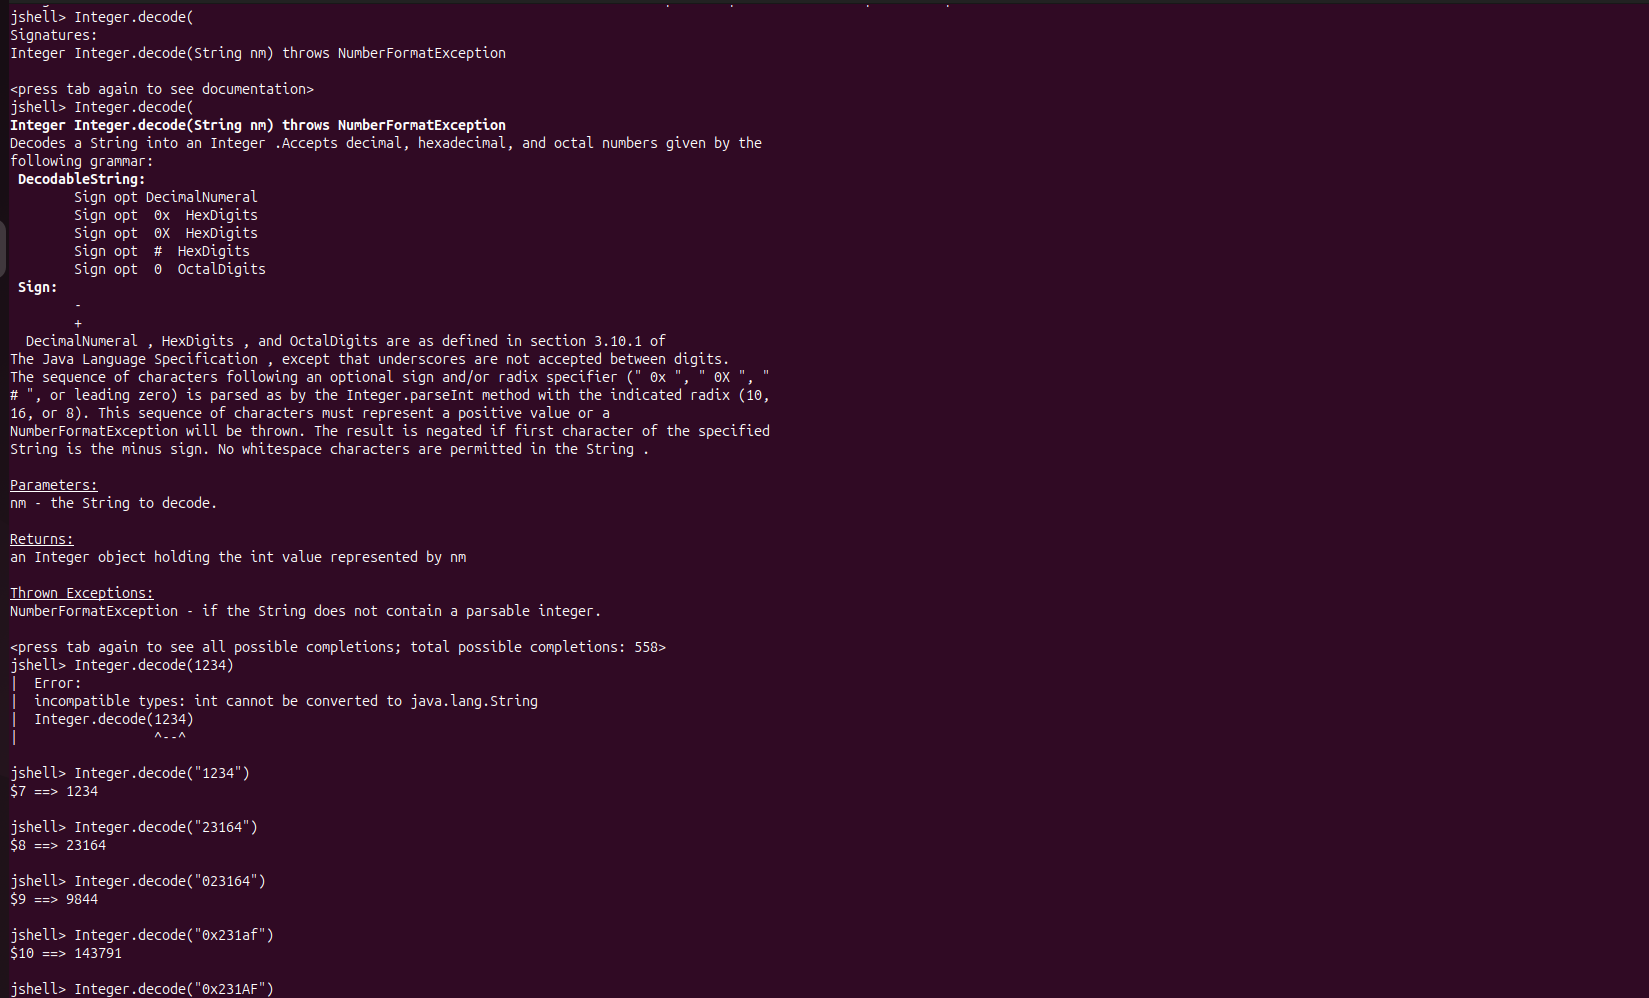 jshell> Integer.decode(
Signatures:
Integer Integer.decode(String nm) throws NumberFormatException
<press tab again to see documentation>
jshell> Integer.decode(
Integer Integer.decode(String nm) throws NumberFormatException
Decodes a String into an Integer .Accepts decimal, hexadecimal, and octal numbers given by the
following grammar:
DecodableString:
Sign opt DecimalNumeral
Sign opt  0x  HexDigits
Sign opt  0X  HexDigits
Sign opt  #  HexDigits
Sign opt  0  OctalDigits
Sign:
-
+
DecimalNumeral , HexDigits , and OctalDigits are as defined in section 3.10.1 of
The Java Language Specification , except that underscores are not accepted between digits.
The sequence of characters following an optional sign and/or radix specifier (" 0x ", " 0X ", "
# ", or leading zero) is parsed as by the Integer.parseInt method with the indicated radix (10,
16, or 8). This sequence of characters must represent a positive value or a
NumberFormatException will be thrown. The result is negated if first character of the specified
String is the minus sign. No whitespace characters are permitted in the String .
Parameters:
nm - the String to decode.
Returns:
an Integer object holding the int value represented by nm
Thrown Exceptions:
NumberFormatException - if the String does not contain a parsable integer.
<press tab again to see all possible completions; total possible completions: 558>
jshell> Integer.decode(1234)
|  Error:
|  incompatible types: int cannot be converted to java.lang.String
|  Integer.decode(1234)
|                 ^--^
jshell> Integer.decode("1234")
$7 ==> 1234
jshell> Integer.decode("23164")
$8 ==> 23164
jshell> Integer.decode("023164")
$9 ==> 9844
jshell> Integer.decode("0x231af")
$10 ==> 143791
jshell> Integer.decode("0x231AF")